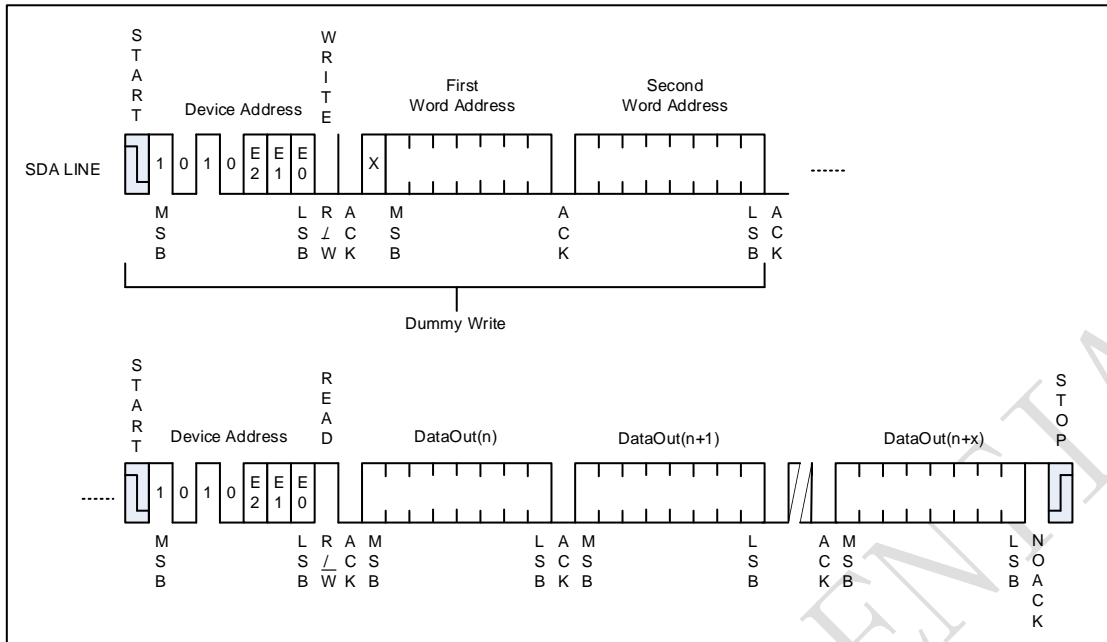 START
WRITE
Device Address
First
Word Address
Second
Word Address
SDA LINE
1 0 1 0 E2 E1 E0
X
......
MSB
LSB
R/W
ACK
MSB
ACK
LSB
ACK
Dummy Write
START
READ
STOP
Device Address
DataOut(n)
DataOut(n+1)
DataOut(n+x)
......
1 0 1 0 E2 E1 E0
MSB
LSB
R/W
ACK
MSB
LSB
ACK
MSB
LSB
ACK
MSB
LSB
NOACK